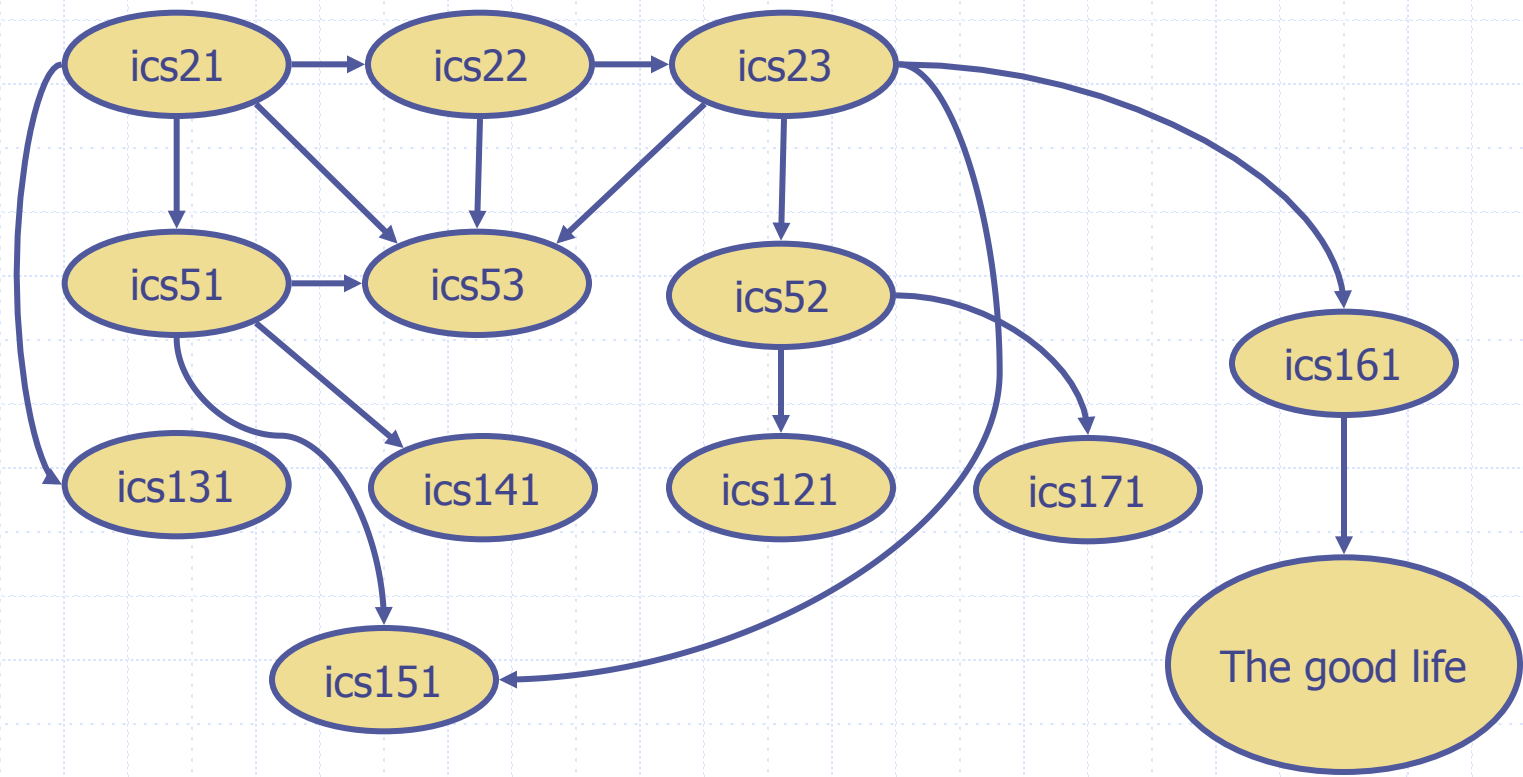 ics21
ics22
ics23
ics51
ics53
ics52
ics161
ics131
ics141
ics121
ics171
ics151
The good life